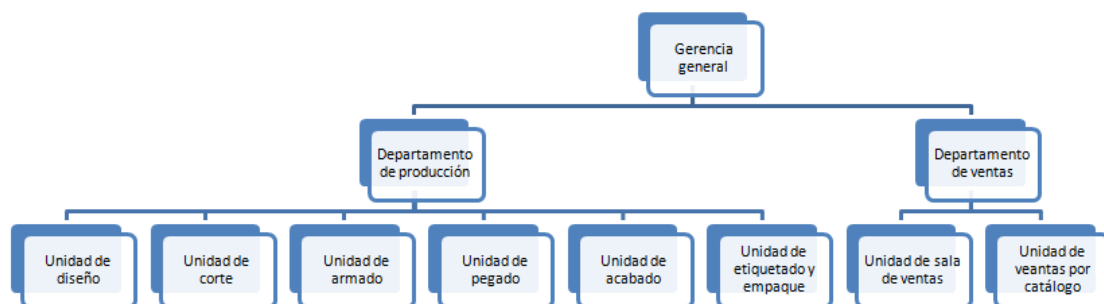 Gerencia
general
Departamento
de producción
Departamento
de ventas
Unidad de
diseño
Unidad de
corte
Unidad de
armado
Unidad de
pegado
Unidad de
acabado
Unidad de
etiquetado y
empaque
Unidad de sala
de ventas
Unidad de
veantas por
catálogo